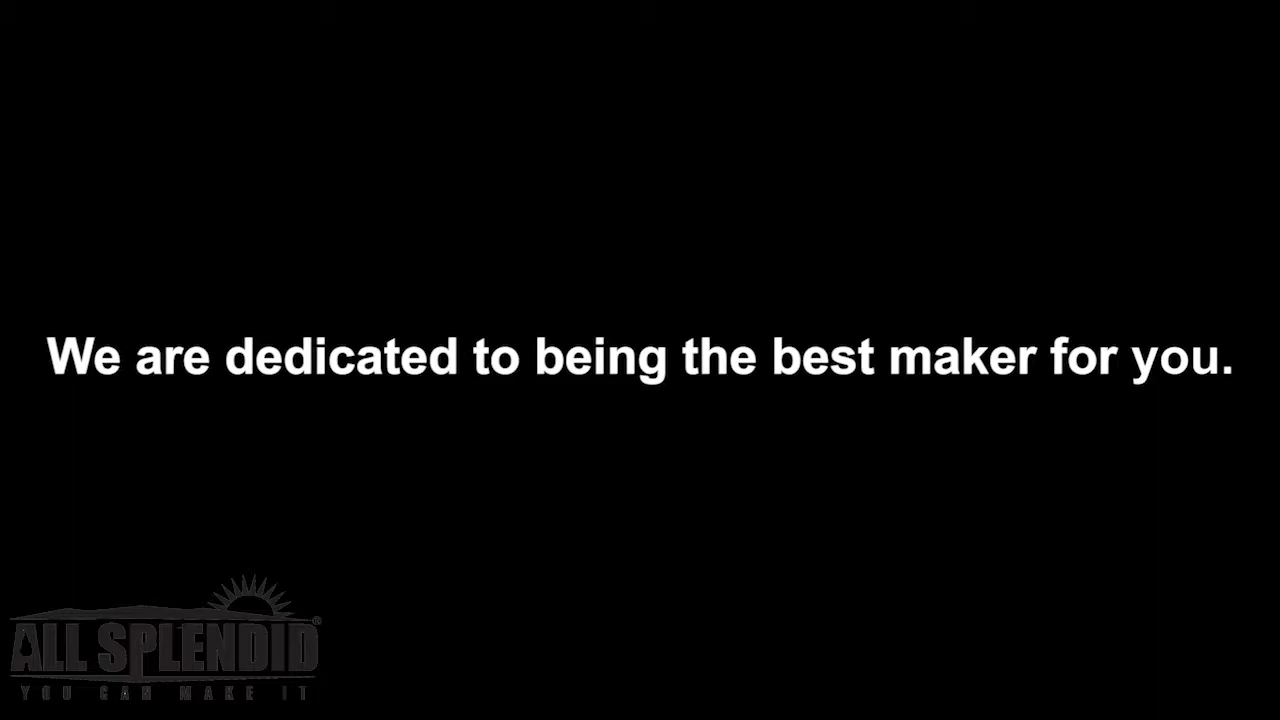 We are dedicated to being the best maker for you.
ALL SPLENDID®
YOU CAN MAKE IT